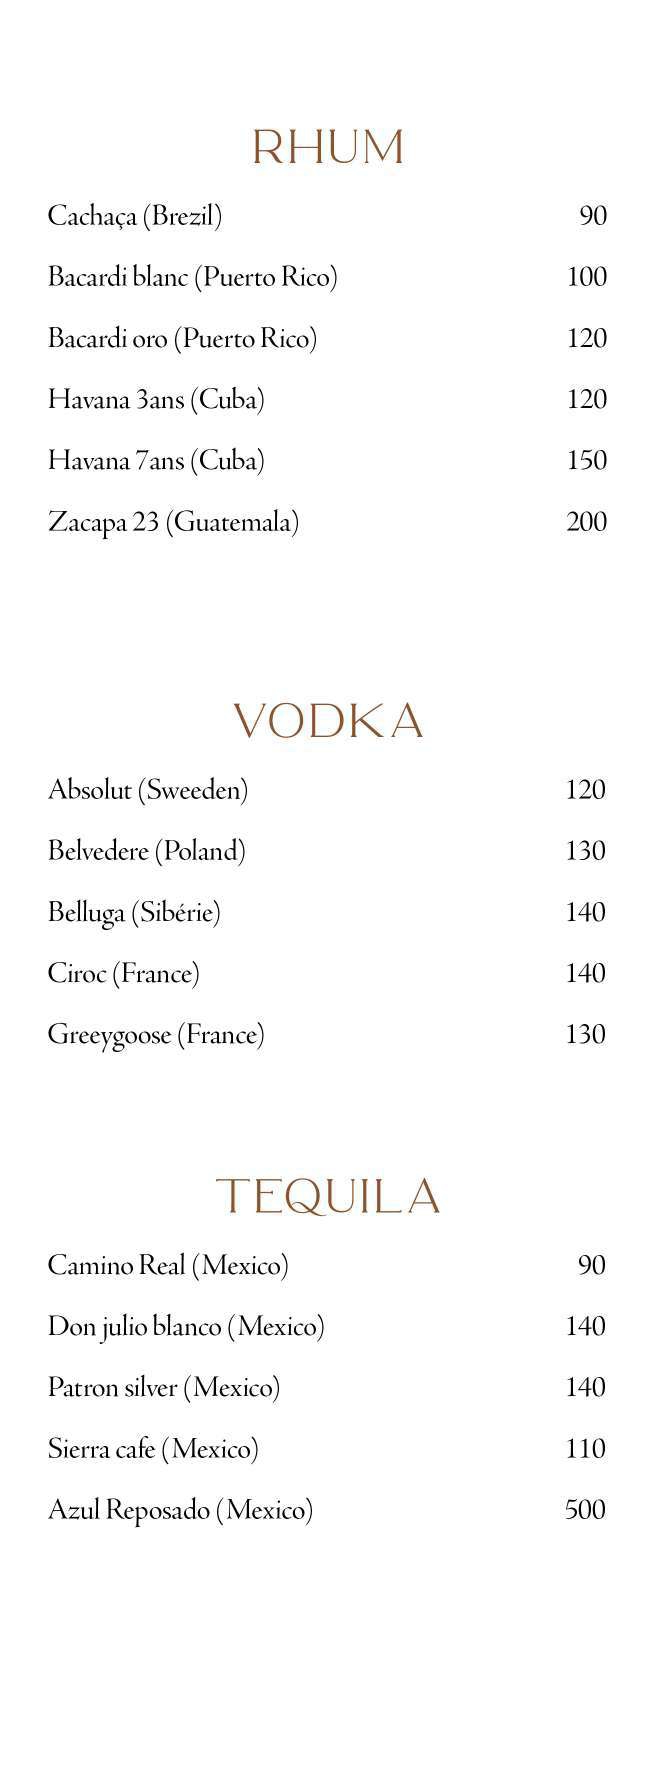 RHUM
Cachaça (Brezil) 90
Bacardi blanc (Puerto Rico) 100
Bacardi oro (Puerto Rico) 120
Havana 3ans (Cuba) 120
Havana 7ans (Cuba) 150
Zacapa 23 (Guatemala) 200
VODKA
Absolut (Sweeden) 120
Belvedere (Poland) 130
Belluga (Sibérie) 140
Ciroc (France) 140
Greeygoose (France) 130
TEQUILA
Camino Real (Mexico) 90
Don julio blanco (Mexico) 140
Patron silver (Mexico) 140
Sierra cafe (Mexico) 110
Azul Reposado (Mexico) 500